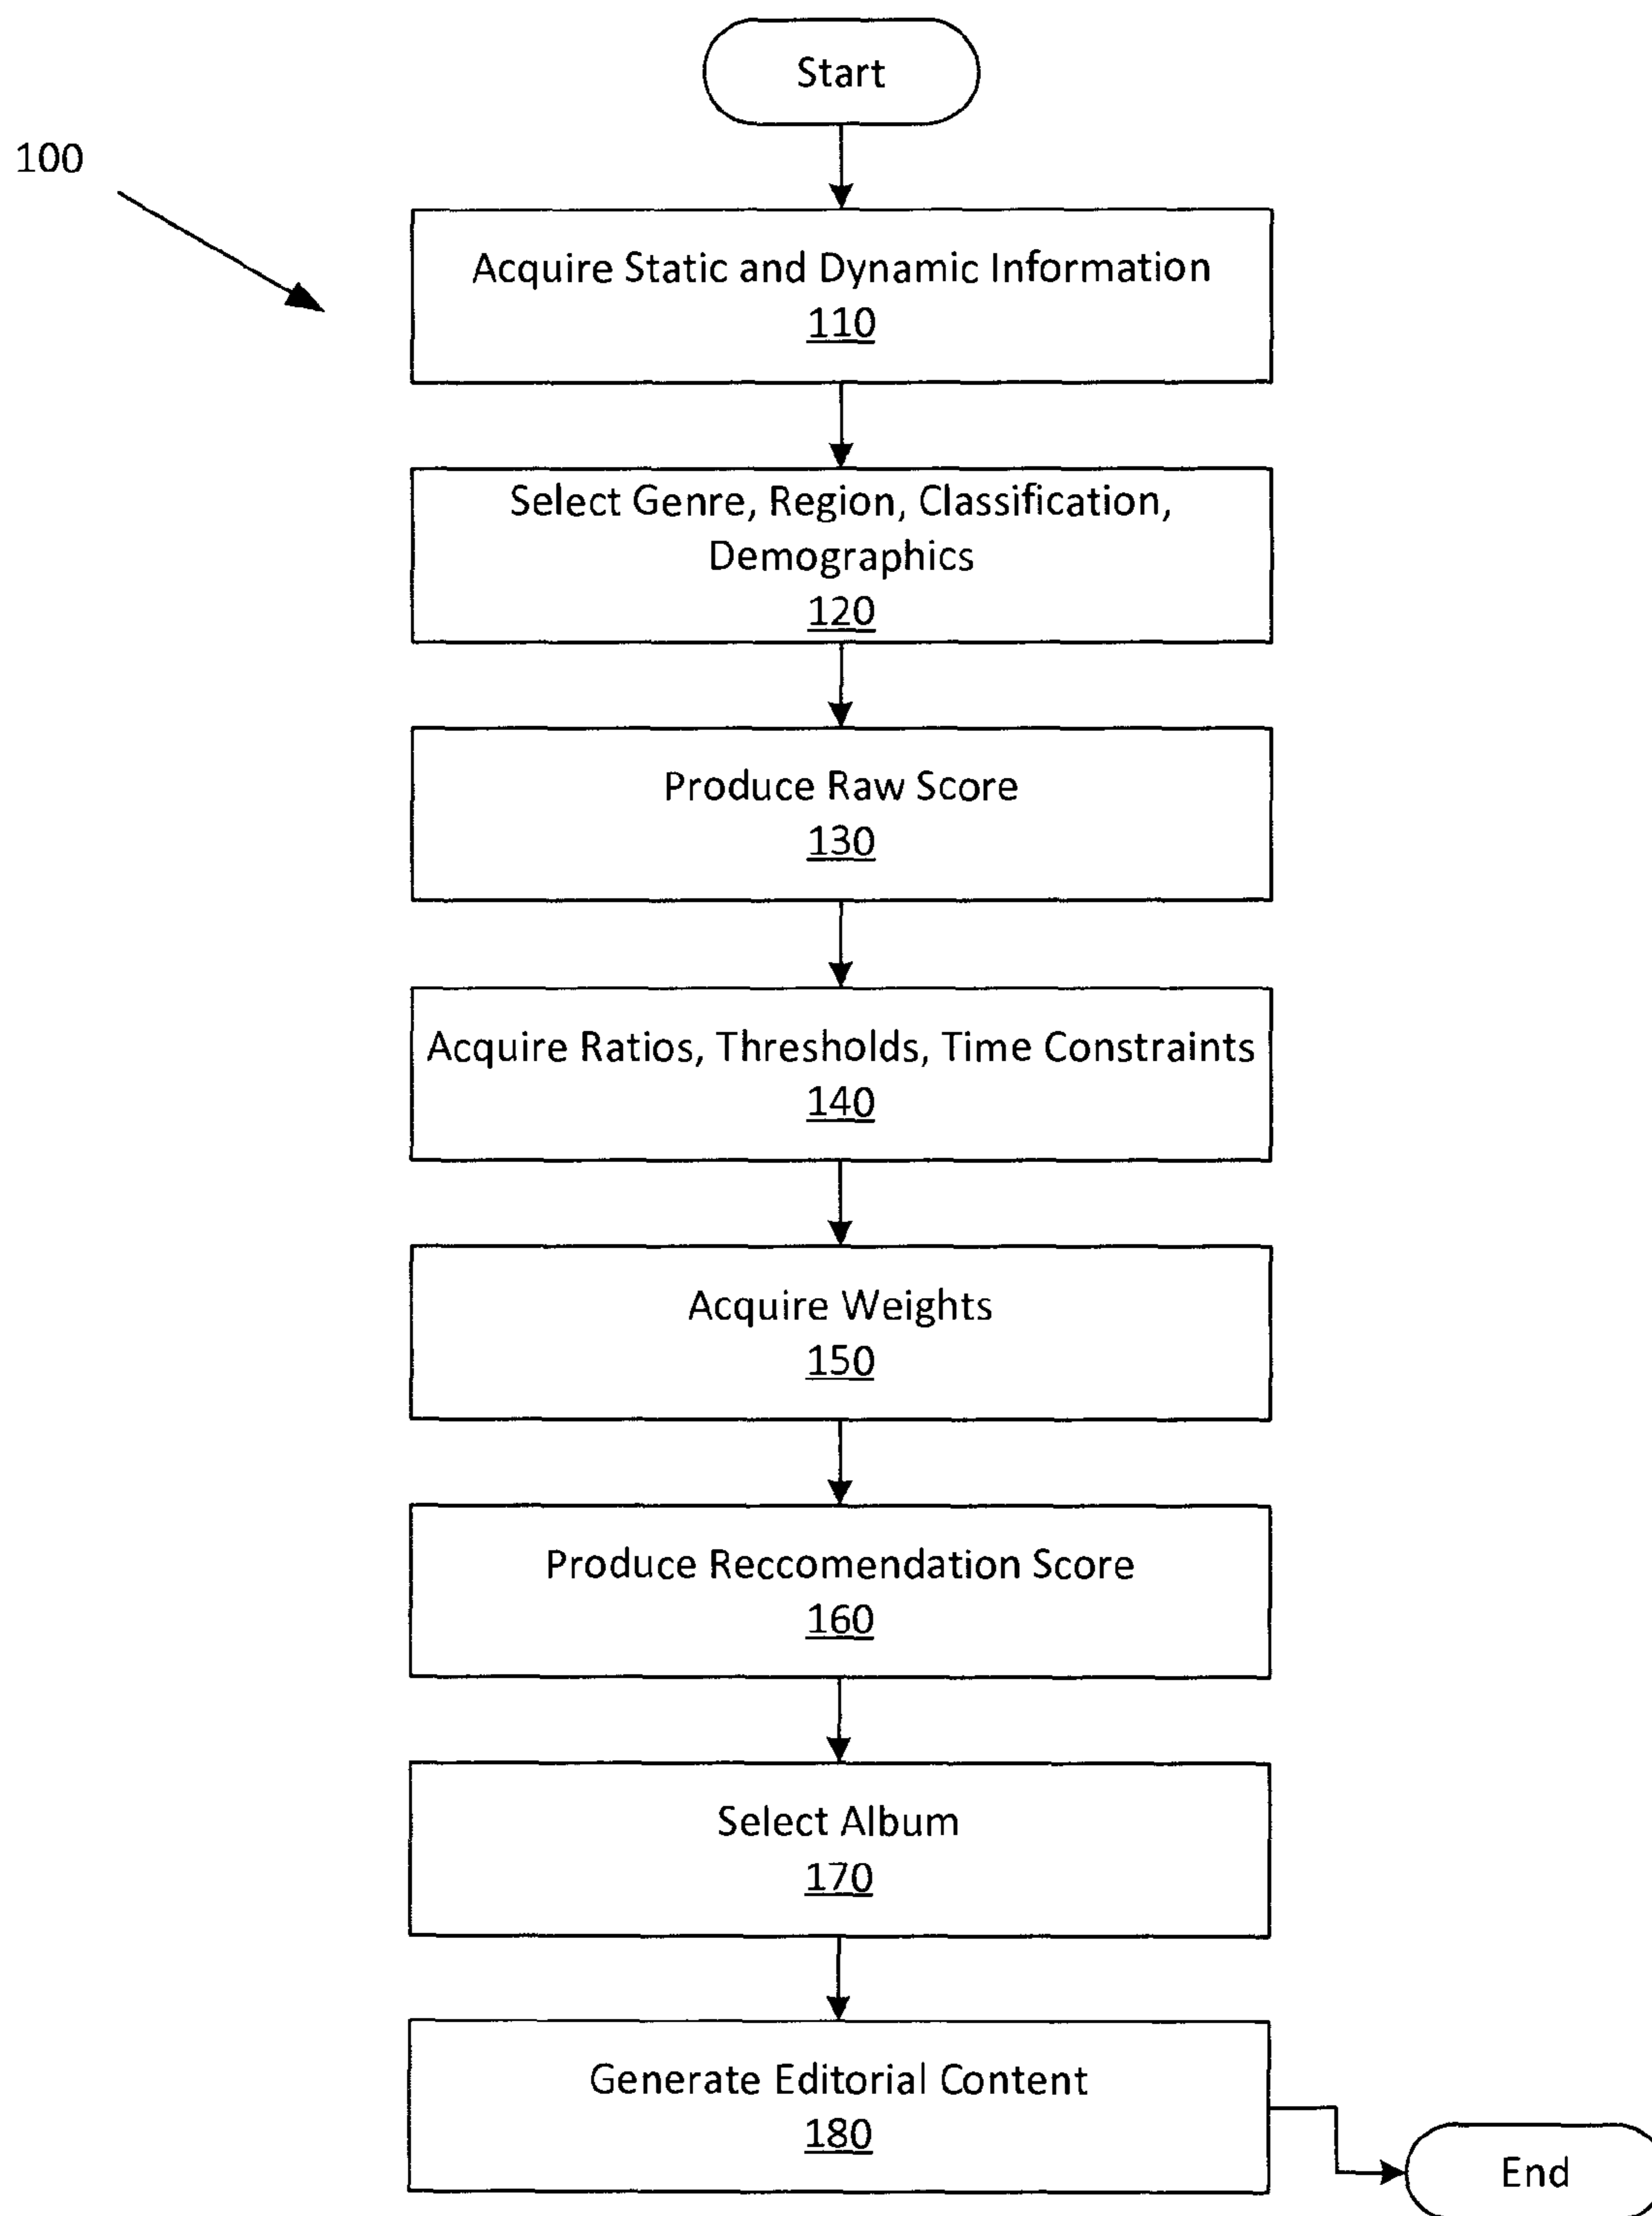 Start
100
Acquire Static and Dynamic Information
110
Select Genre, Region, Classification,
Demographics
120
Produce Raw Score
130
Acquire Ratios, Thresholds, Time Constraints
140
Acquire Weights
150
Produce Reccomendation Score
160
Select Album
170
Generate Editorial Content
180
End